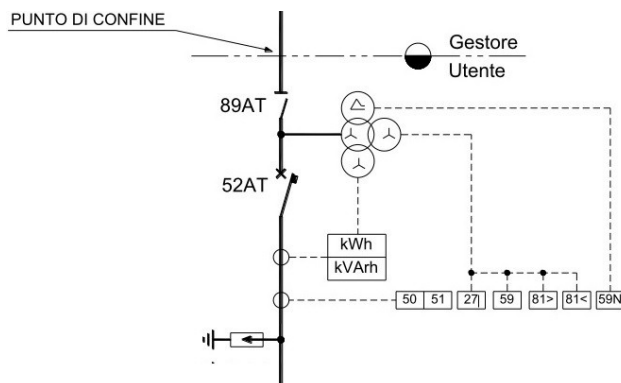 PUNTO DI CONFINE
Gestore
Utente
89AT
52AT
kWh
kVArh
50 51 27 59 81> 81< 59N